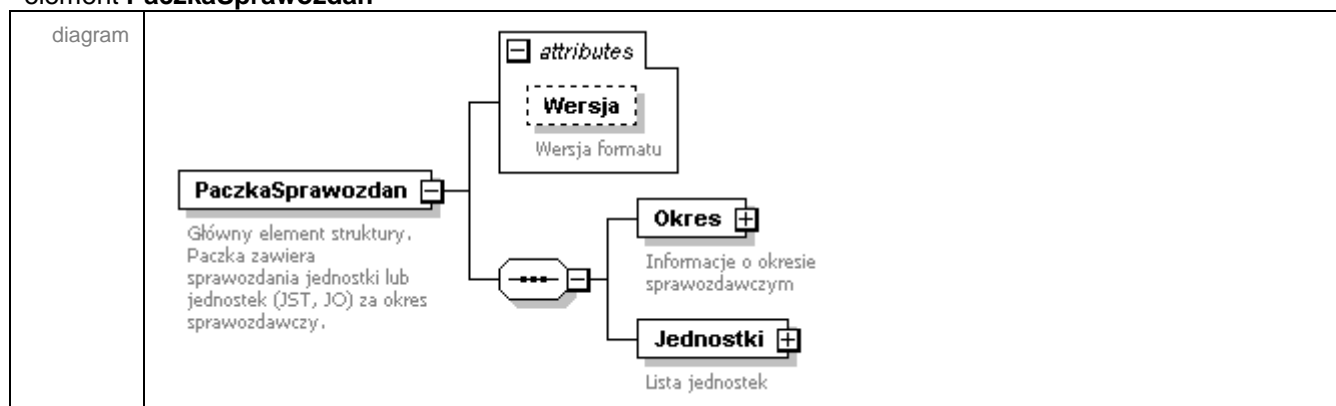 element PaczkaSprawozdan
diagram
attributes
Wersja
Wersja formatu
PaczkaSprawozdan
Główny element struktury.
Paczka zawiera
sprawozdania jednostki lub
jednostek (JST, JO) za okres
sprawozdawczy.
Okres
Informacje o okresie
sprawozdawczym
Jednostki
Lista jednostek